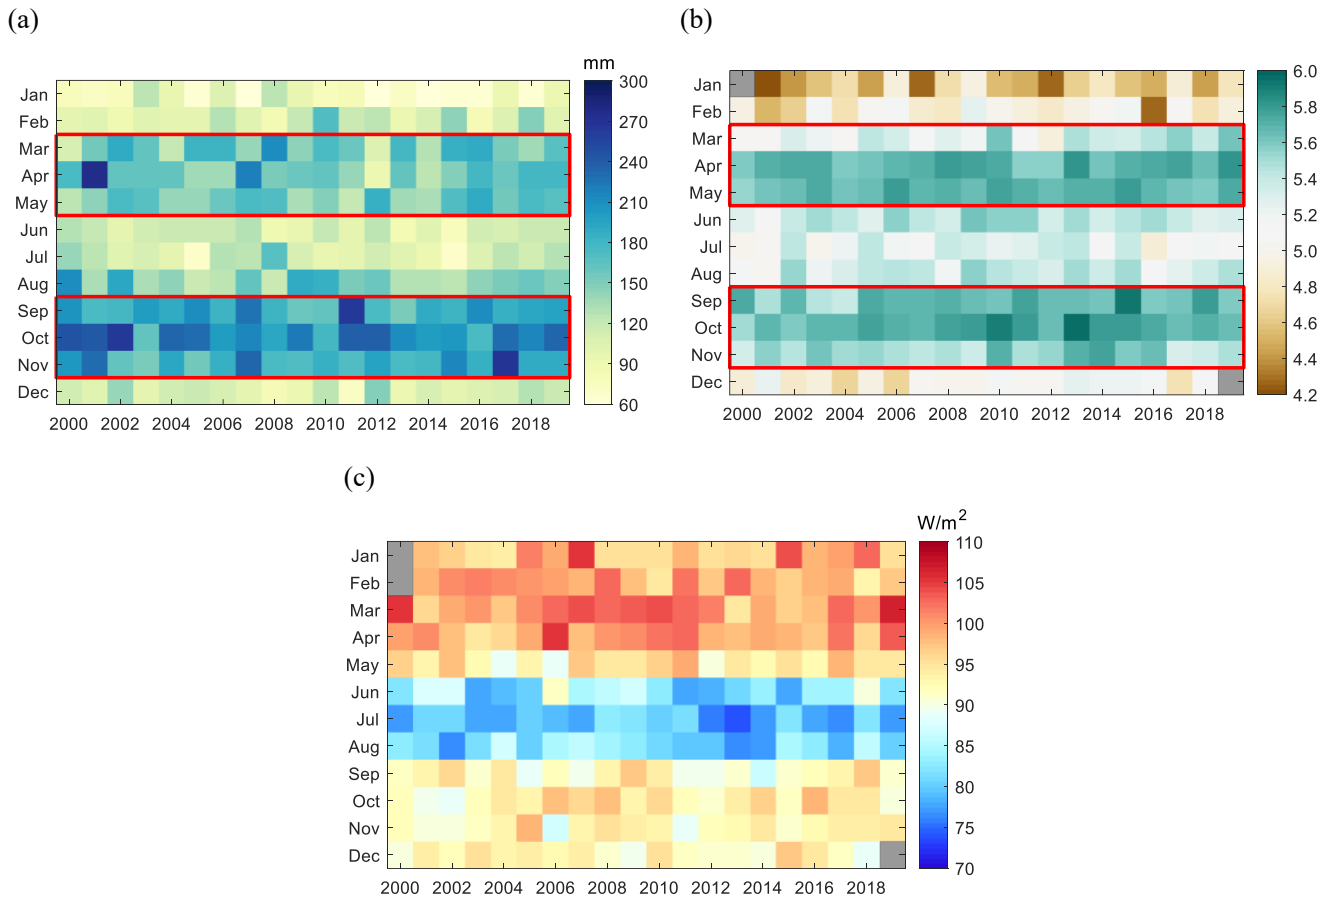 (a)
(b)
mm
Jan
Feb
Mar
Apr
May
Jun
Jul
Aug
Sep
Oct
Nov
Dec
2000 2002 2004 2006 2008 2010 2012 2014 2016 2018
300
270
240
210
180
150
120
90
60
Jan
Feb
Mar
Apr
May
Jun
Jul
Aug
Sep
Oct
Nov
Dec
2000 2002 2004 2006 2008 2010 2012 2014 2016 2018
6.0
5.8
5.6
5.4
5.2
5.0
4.8
4.6
4.4
4.2
(c)
W/m²
Jan
Feb
Mar
Apr
May
Jun
Jul
Aug
Sep
Oct
Nov
Dec
2000 2002 2004 2006 2008 2010 2012 2014 2016 2018
110
105
100
95
90
85
80
75
70